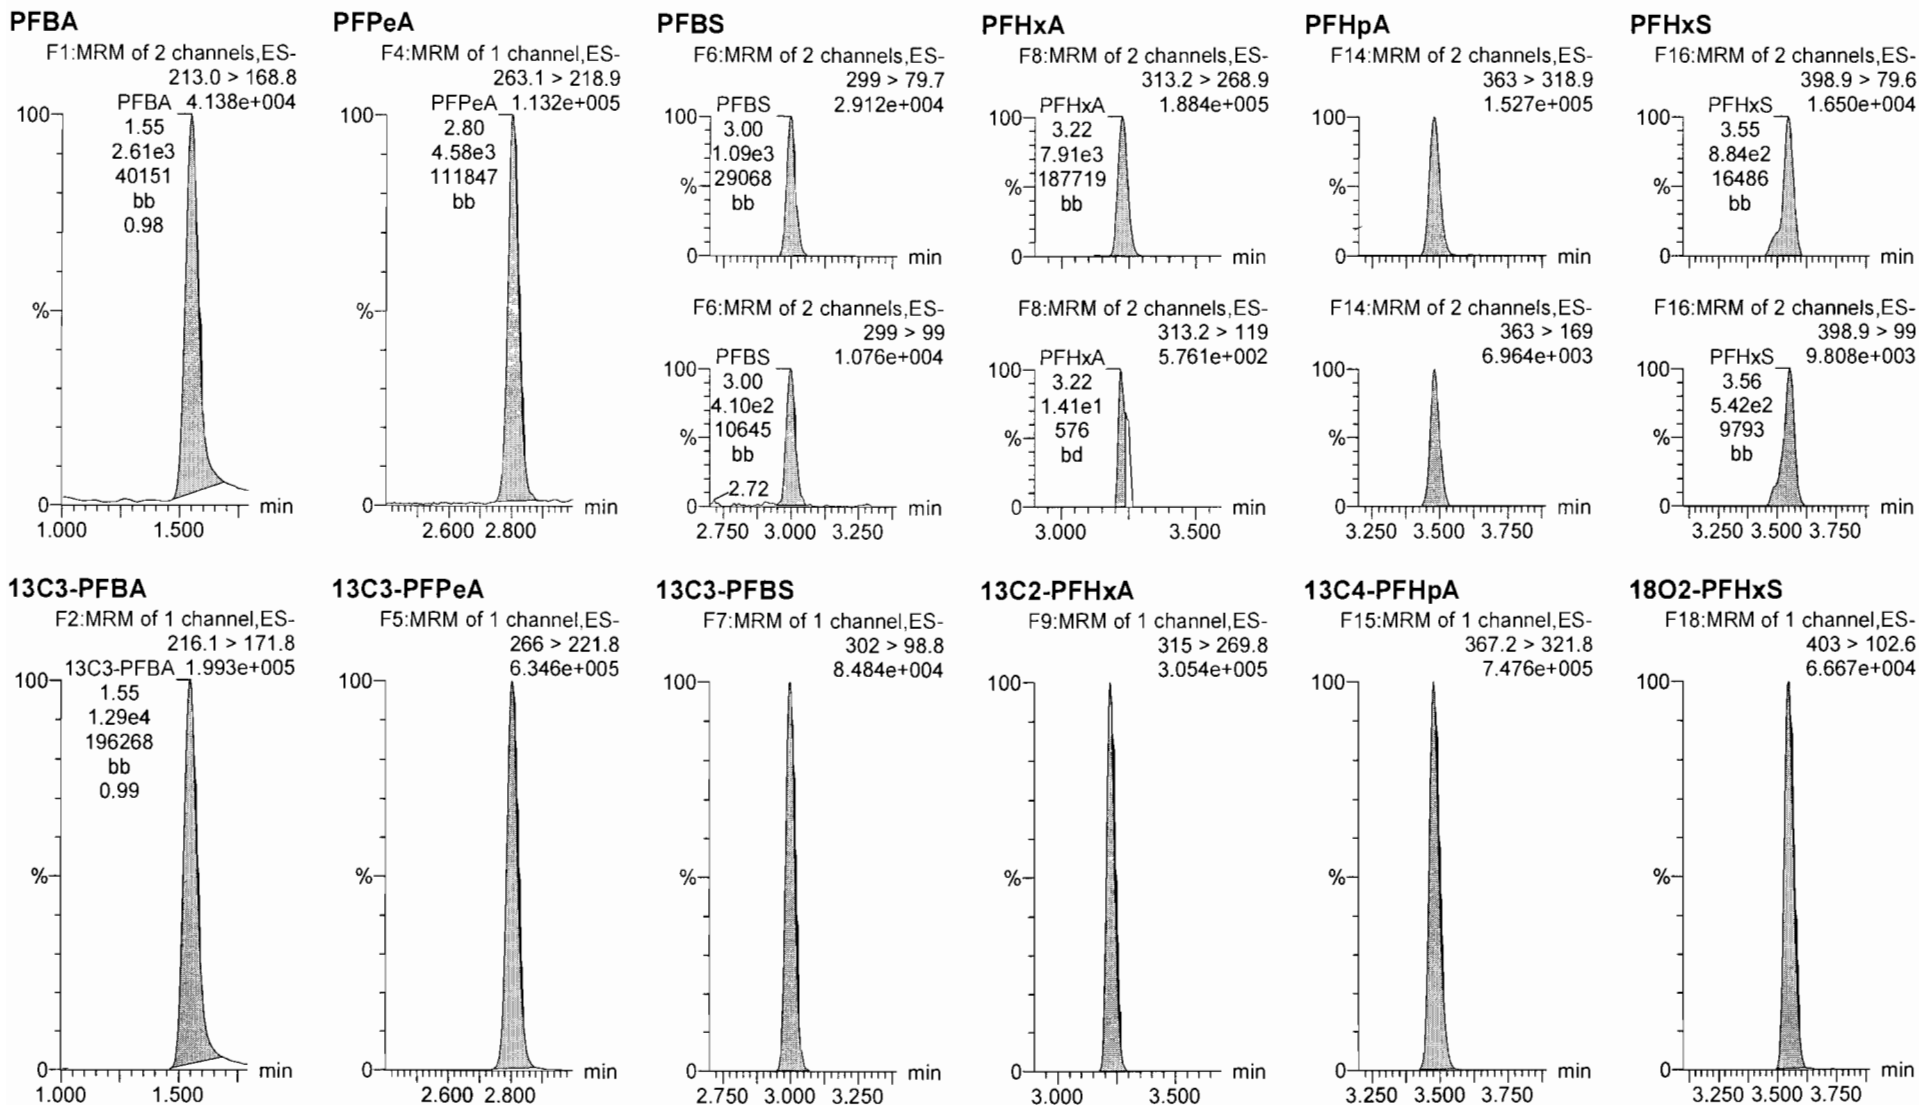 PFBA
F1:MRM of 2 channels,ES-
213.0 > 168.8
PFBA 4.138e+004
100
1.55
2.61e3
40151
bb
0.98
%
0
min
1.000 1.500
PFPeA
F4:MRM of 1 channel,ES-
263.1 > 218.9
PFPeA 1.132e+005
100
2.80
4.58e3
111847
bb
%
0
min
2.600 2.800
PFBS
F6:MRM of 2 channels,ES-
299 > 79.7
PFBS 2.912e+004
100
3.00
1.09e3
29068
bb
%
0
min
F6:MRM of 2 channels,ES-
299 > 99
PFBS 1.076e+004
100
3.00
4.10e2
10645
bb
2.72
%
0
min
2.750 3.000 3.250
PFHxA
F8:MRM of 2 channels,ES-
313.2 > 268.9
PFHxA 1.884e+005
100
3.22
7.91e3
187719
bb
%
0
min
F8:MRM of 2 channels,ES-
313.2 > 119
PFHxA 5.761e+002
100
3.22
1.41e1
576
bd
%
0
min
3.000 3.500
PFHpA
F14:MRM of 2 channels,ES-
363 > 318.9
1.527e+005
100
%
0
min
F14:MRM of 2 channels,ES-
363 > 169
6.964e+003
100
%
0
min
3.250 3.500 3.750
PFHxS
F16:MRM of 2 channels,ES-
398.9 > 79.6
PFHxS 1.650e+004
100
3.55
8.84e2
16486
bb
%
0
min
F16:MRM of 2 channels,ES-
398.9 > 99
PFHxS 9.808e+003
100
3.56
5.42e2
9793
bb
%
0
min
3.250 3.500 3.750
13C3-PFBA
F2:MRM of 1 channel,ES-
216.1 > 171.8
13C3-PFBA 1.993e+005
100
1.55
1.29e4
196268
bb
0.99
%
0
min
1.000 1.500
13C3-PFPeA
F5:MRM of 1 channel,ES-
266 > 221.8
6.346e+005
100
%
0
min
2.600 2.800
13C3-PFBS
F7:MRM of 1 channel,ES-
302 > 98.8
8.484e+004
100
%
0
min
2.750 3.000 3.250
13C2-PFHxA
F9:MRM of 1 channel,ES-
315 > 269.8
3.054e+005
100
%
0
min
3.000 3.500
13C4-PFHpA
F15:MRM of 1 channel,ES-
367.2 > 321.8
7.476e+005
100
%
0
min
3.250 3.500 3.750
18O2-PFHxS
F18:MRM of 1 channel,ES-
403 > 102.6
6.667e+004
100
%
0
min
3.250 3.500 3.750